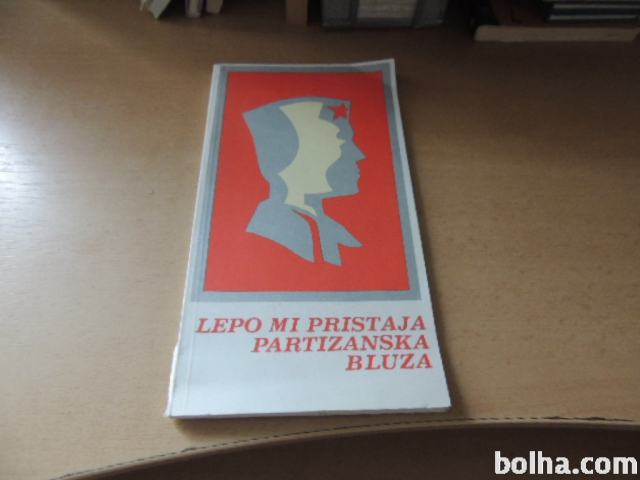 LEPO MI PRISTAJA
PARTIZANSKA
BLUZA
bolha.com